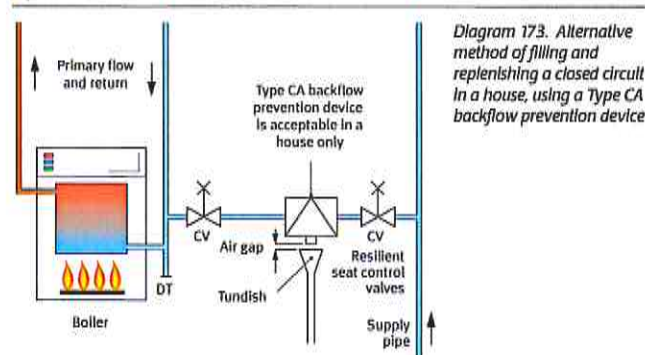 Primary flow
and return
Type CA backflow
prevention device
is acceptable in a
house only
Diagram 173. Alternative
method of filling and
replenishing a closed circuit
in a house, using a Type CA
backflow prevention device
CV
Air gap
CV
Resilient
seat control
valves
DT
Tundish
Boiler
Supply
pipe